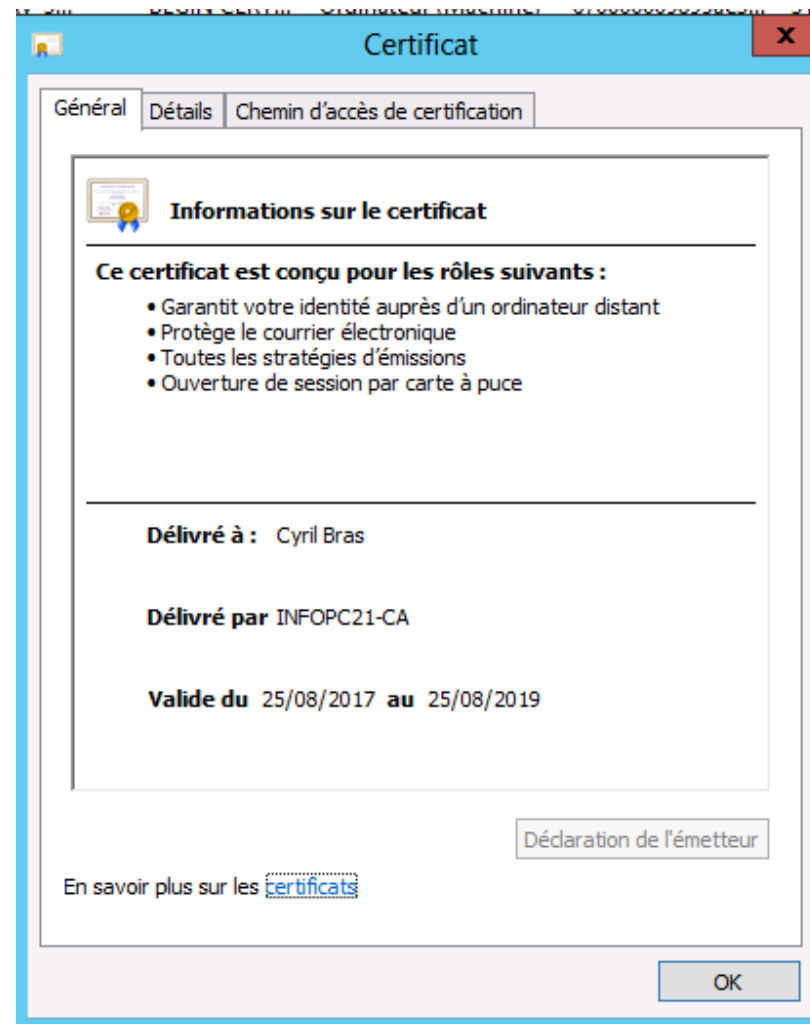 Certificat
x
Général Détails Chemin d'accès de certification
Informations sur le certificat
Ce certificat est conçu pour les rôles suivants :
• Garantit votre identité auprès d'un ordinateur distant
• Protège le courrier électronique
• Toutes les stratégies d'émissions
• Ouverture de session par carte à puce
Délivré à : Cyril Bras
Délivré par INFOPC21-CA
Valide du 25/08/2017 au 25/08/2019
Déclaration de l'émetteur
En savoir plus sur les certificats
OK